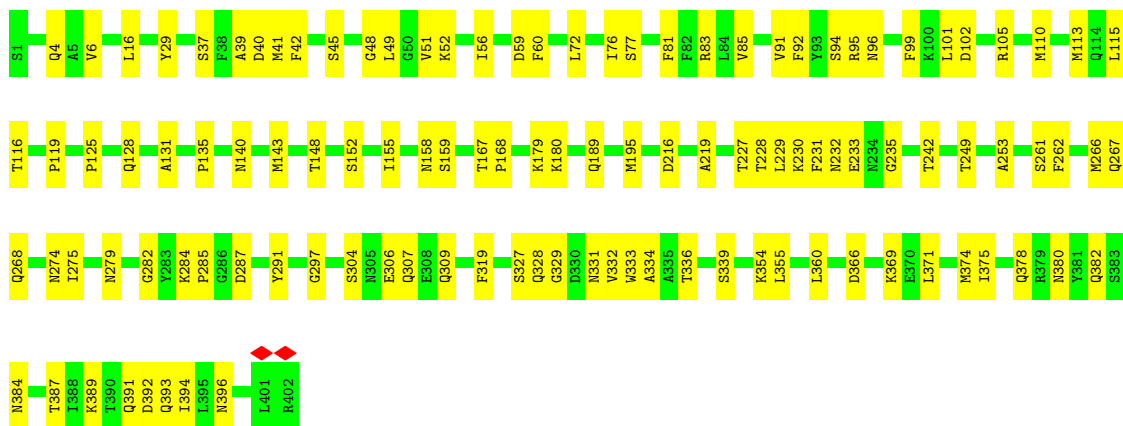 S1 Q4 A5 V6 L16 Y29 S37 F38 A39 D40 M41 F42 S45 G48 L49 G50 V51 K52 I56 D59 F60 L72 I76 S77 F81 F82 R83 L84 V85 V91 F92 Y93 S94 R95 N96 F99 K100 L101 D102 R105 M110 M113 Q114 L115
T116 P119 P125 Q128 A131 P135 N140 M143 T148 S152 I155 N158 S159 T167 P168 K179 K180 Q189 M195 D216 A219 T227 T228 L229 K230 F231 N232 E233 N234 G235 T242 T249 A253 S261 F262 M266 Q267
Q268 N274 I275 N279 G282 Y283 K284 P285 G286 D287 Y291 G297 S304 N305 E306 Q307 E308 Q309 F319 S327 Q328 G329 D330 N331 V332 W333 A334 A335 T336 S339 K354 L355 L360 D366 K369 E370 L371 M374 I375 Q378 R379 N380 Y381 Q382 S383
N384 T387 I388 K389 T390 Q391 D392 Q393 I394 L395 N396 L401 R402